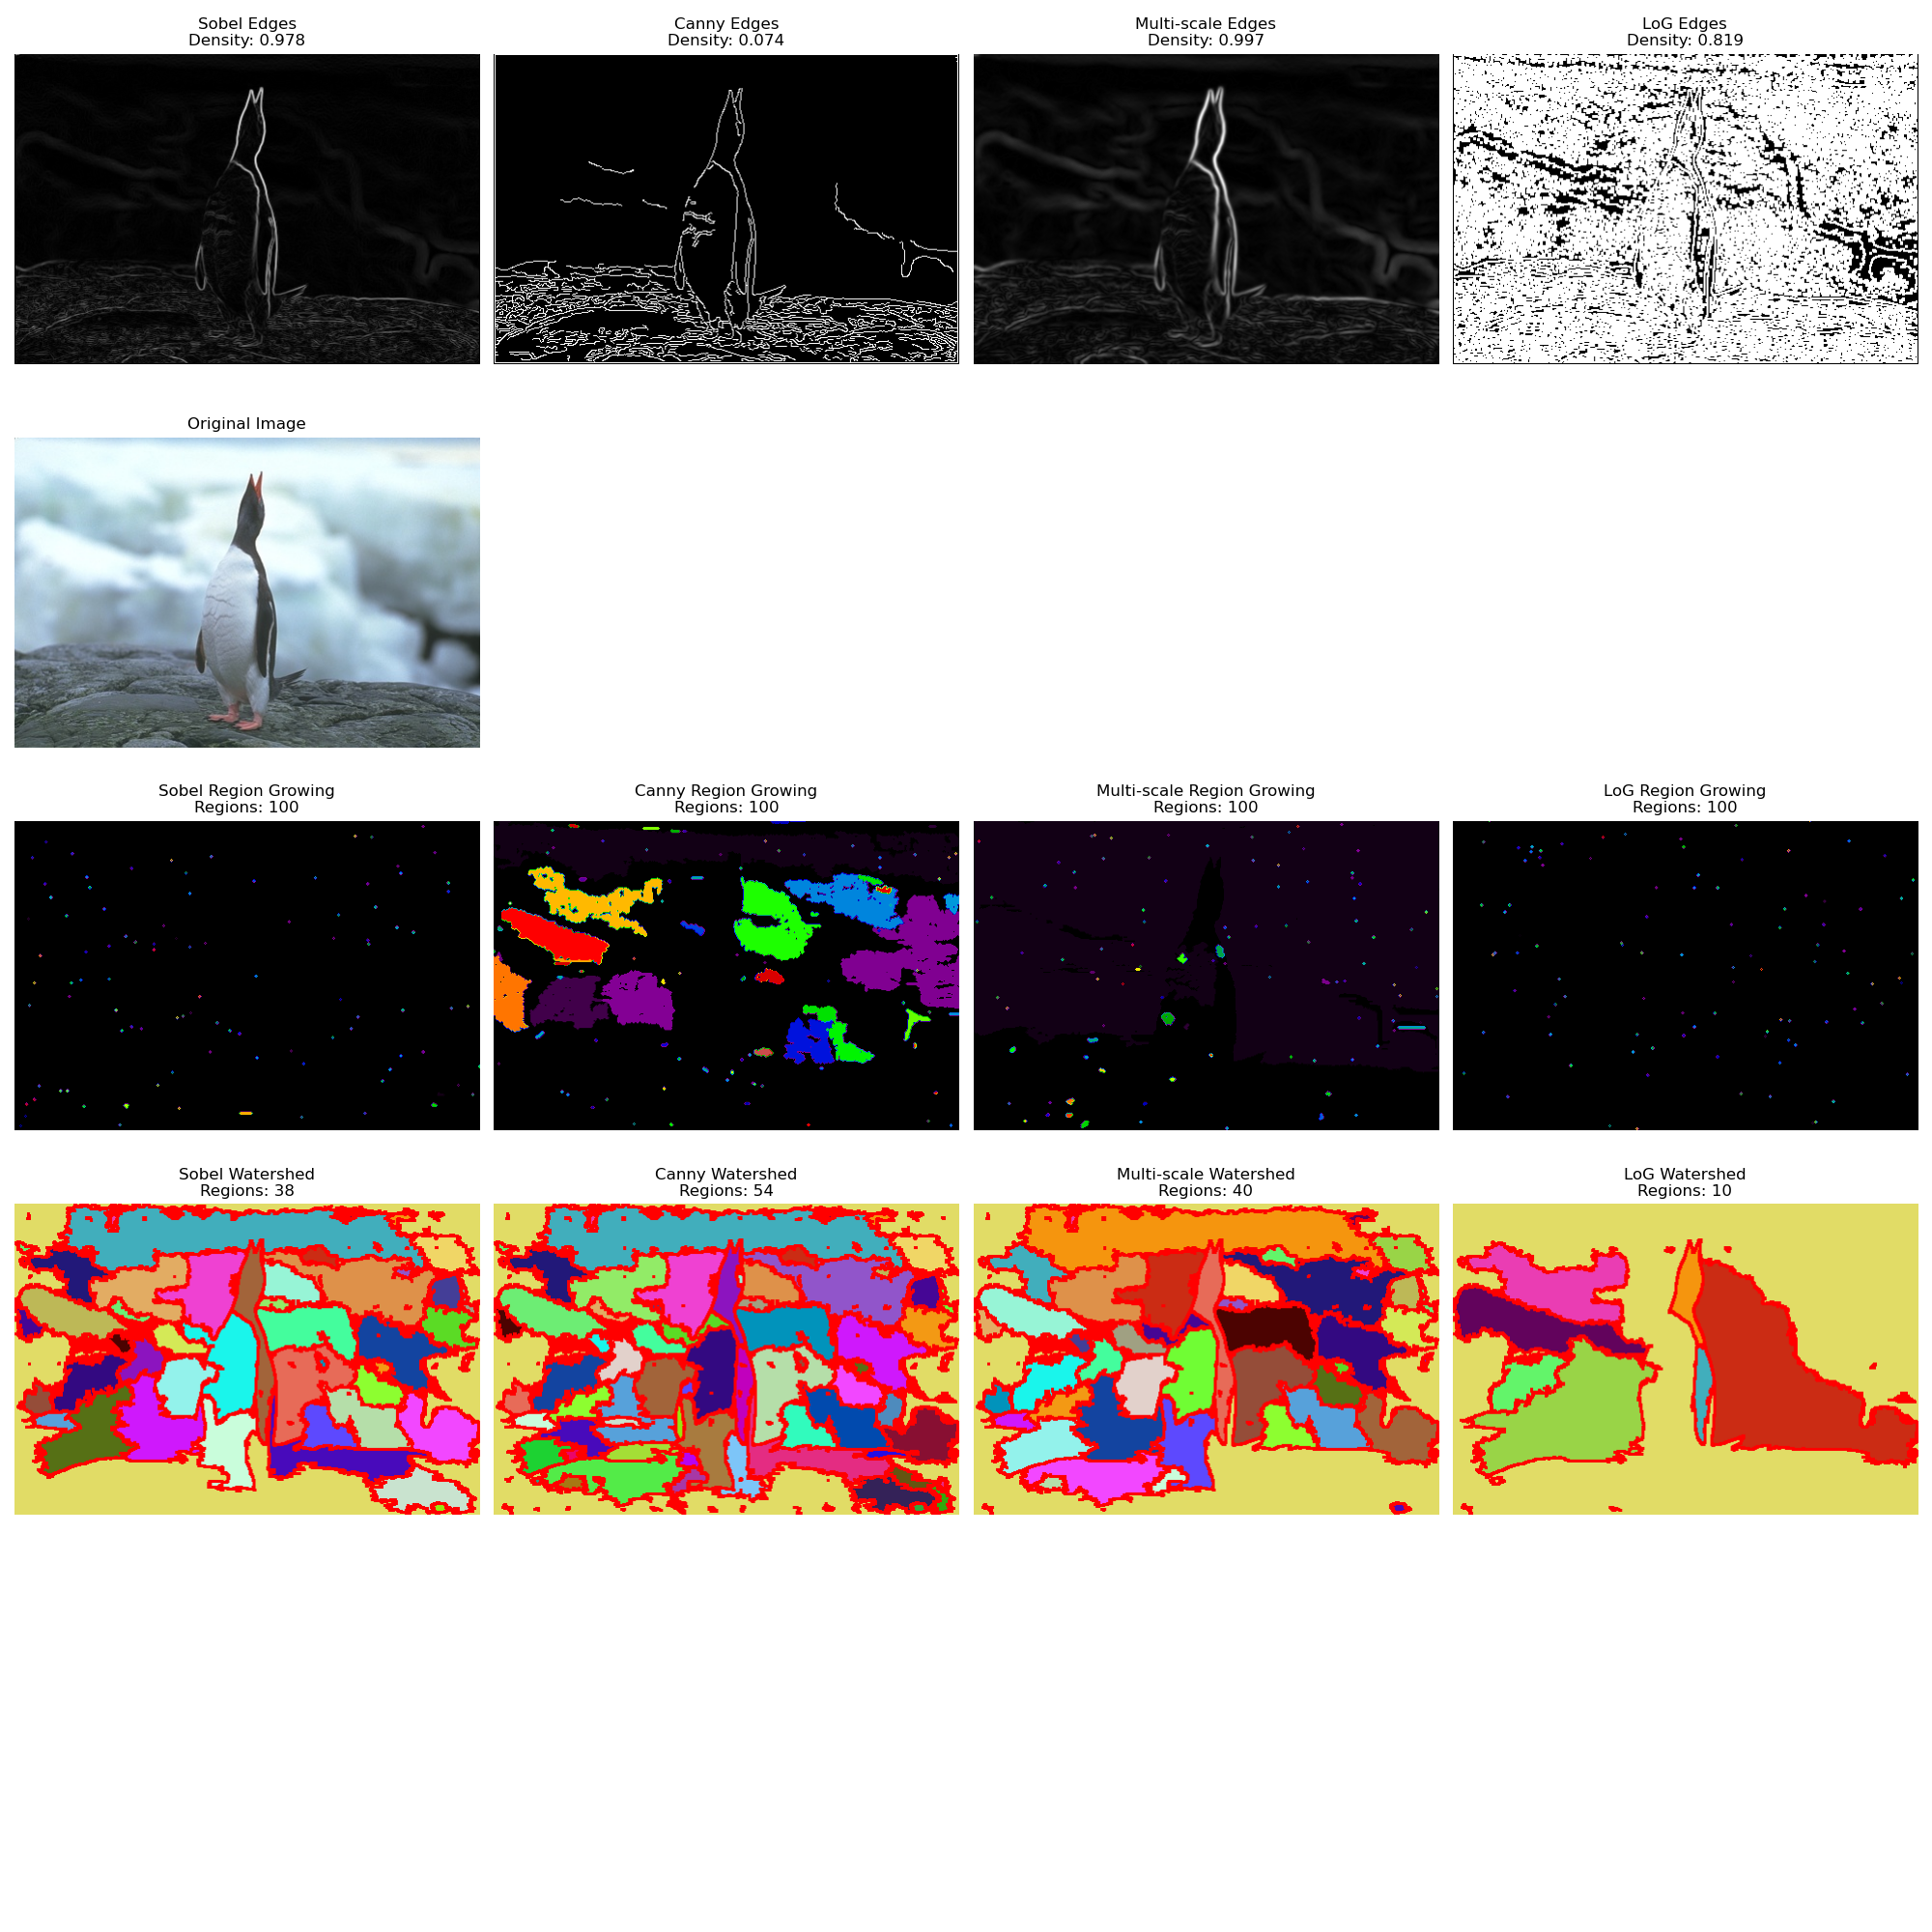 Sobel Edges
Density: 0.978
Canny Edges
Density: 0.074
Multi-scale Edges
Density: 0.997
LoG Edges
Density: 0.819
Original Image
Sobel Region Growing
Regions: 100
Canny Region Growing
Regions: 100
Multi-scale Region Growing
Regions: 100
LoG Region Growing
Regions: 100
Sobel Watershed
Regions: 38
Canny Watershed
Regions: 54
Multi-scale Watershed
Regions: 40
LoG Watershed
Regions: 10